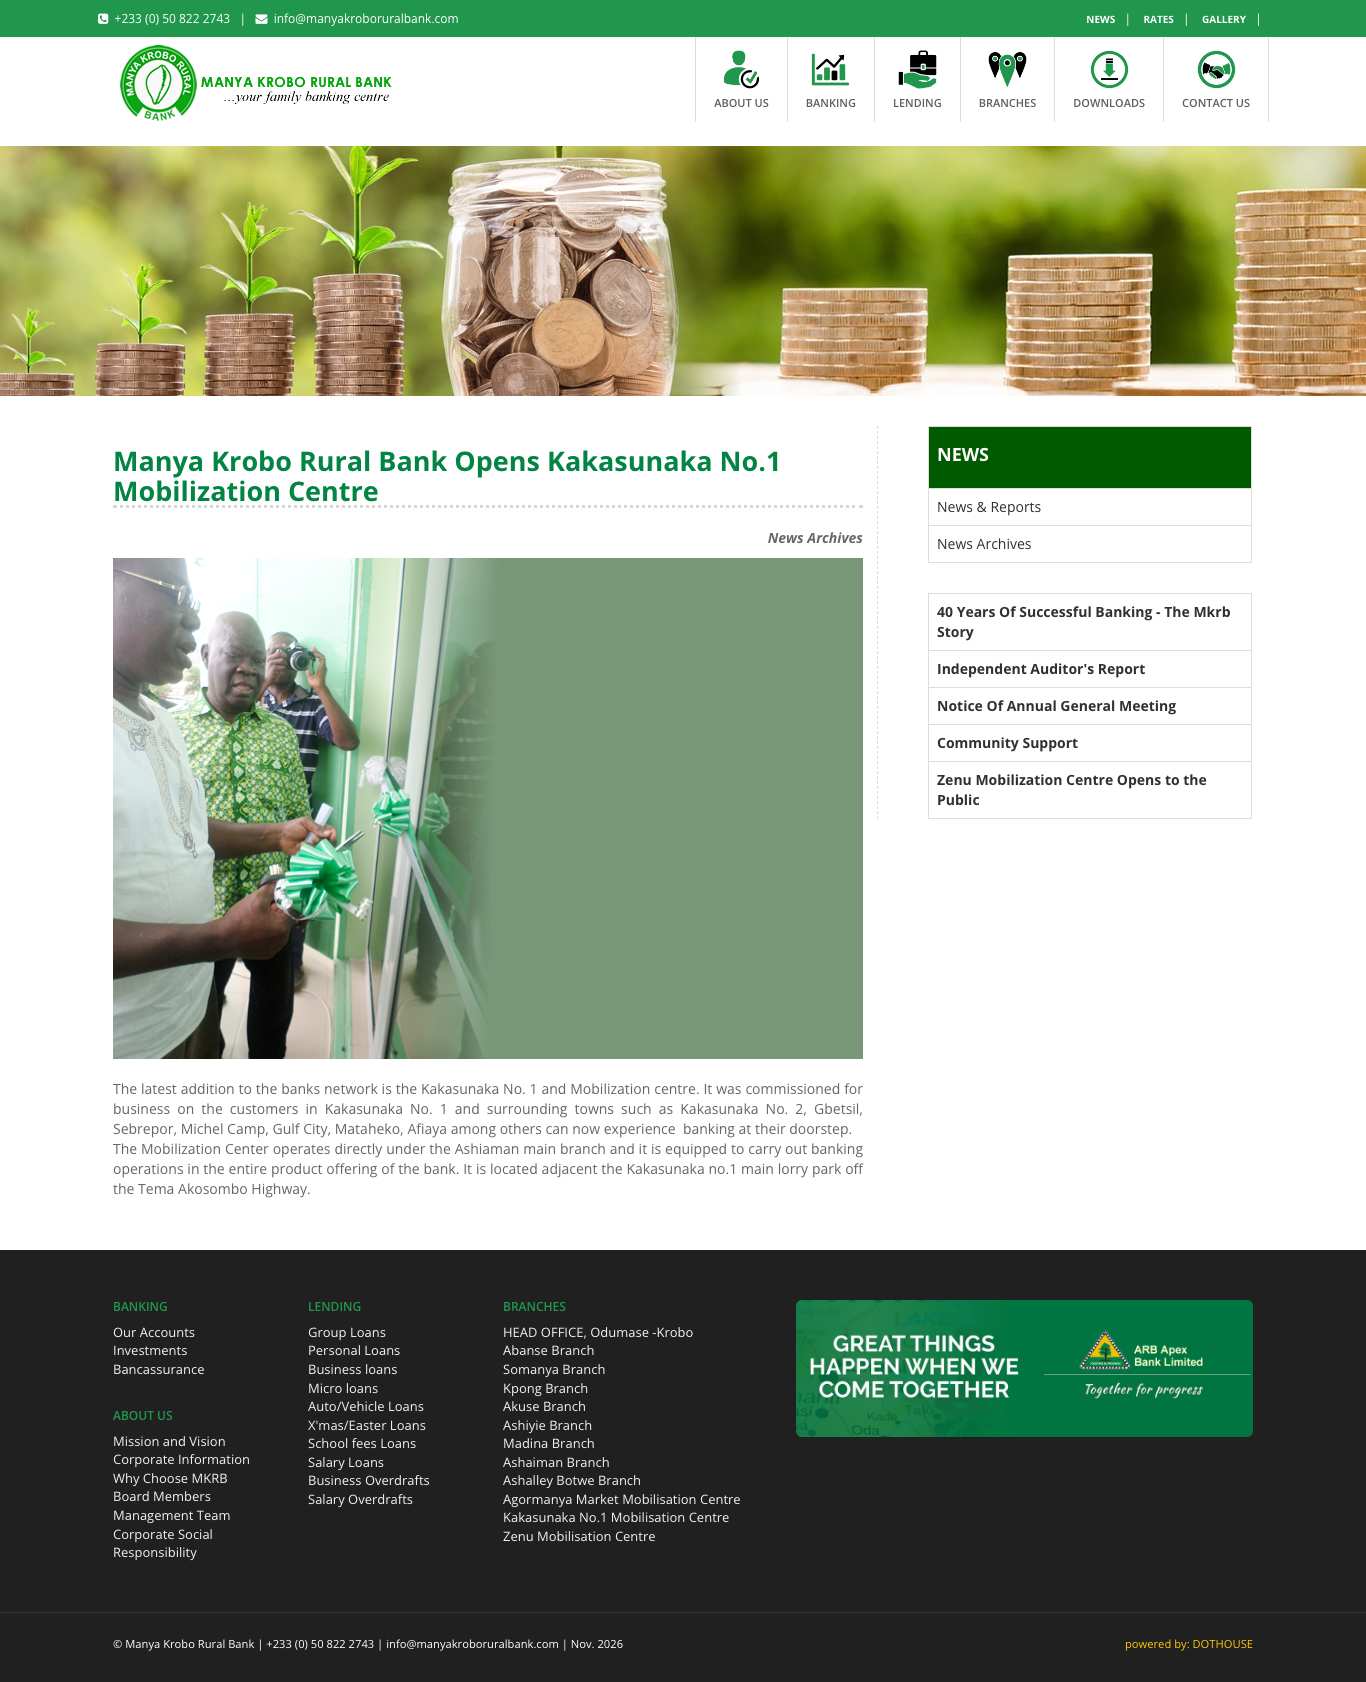 +233 (0) 50 822 2743 | info@manyakroboruralbank.com
NEWS | RATES | GALLERY |
MANYA KROBO RURAL
BANK
MANYA KROBO RURAL BANK
...your family banking centre
ABOUT US
BANKING
LENDING
BRANCHES
DOWNLOADS
CONTACT US
Manya Krobo Rural Bank Opens Kakasunaka No.1
Mobilization Centre
News Archives
The latest addition to the banks network is the Kakasunaka No. 1 and Mobilization centre. It was commissioned for
business on the customers in Kakasunaka No. 1 and surrounding towns such as Kakasunaka No. 2, Gbetsil,
Sebrepor, Michel Camp, Gulf City, Mataheko, Afiaya among others can now experience  banking at their doorstep.
The Mobilization Center operates directly under the Ashiaman main branch and it is equipped to carry out banking
operations in the entire product offering of the bank. It is located adjacent the Kakasunaka no.1 main lorry park off
the Tema Akosombo Highway.
NEWS
News & Reports
News Archives
40 Years Of Successful Banking - The Mkrb
Story
Independent Auditor's Report
Notice Of Annual General Meeting
Community Support
Zenu Mobilization Centre Opens to the
Public
BANKING
Our Accounts
Investments
Bancassurance
ABOUT US
Mission and Vision
Corporate Information
Why Choose MKRB
Board Members
Management Team
Corporate Social
Responsibility
LENDING
Group Loans
Personal Loans
Business loans
Micro loans
Auto/Vehicle Loans
X'mas/Easter Loans
School fees Loans
Salary Loans
Business Overdrafts
Salary Overdrafts
BRANCHES
HEAD OFFICE, Odumase -Krobo
Abanse Branch
Somanya Branch
Kpong Branch
Akuse Branch
Ashiyie Branch
Madina Branch
Ashaiman Branch
Ashalley Botwe Branch
Agormanya Market Mobilisation Centre
Kakasunaka No.1 Mobilisation Centre
Zenu Mobilisation Centre
LAKE
GREAT THINGS
HAPPEN WHEN WE
COME TOGETHER
Kade
Oda
ARB Apex
Bank Limited
Together for progress
© Manya Krobo Rural Bank | +233 (0) 50 822 2743 | info@manyakroboruralbank.com | Nov. 2026
powered by: DOTHOUSE